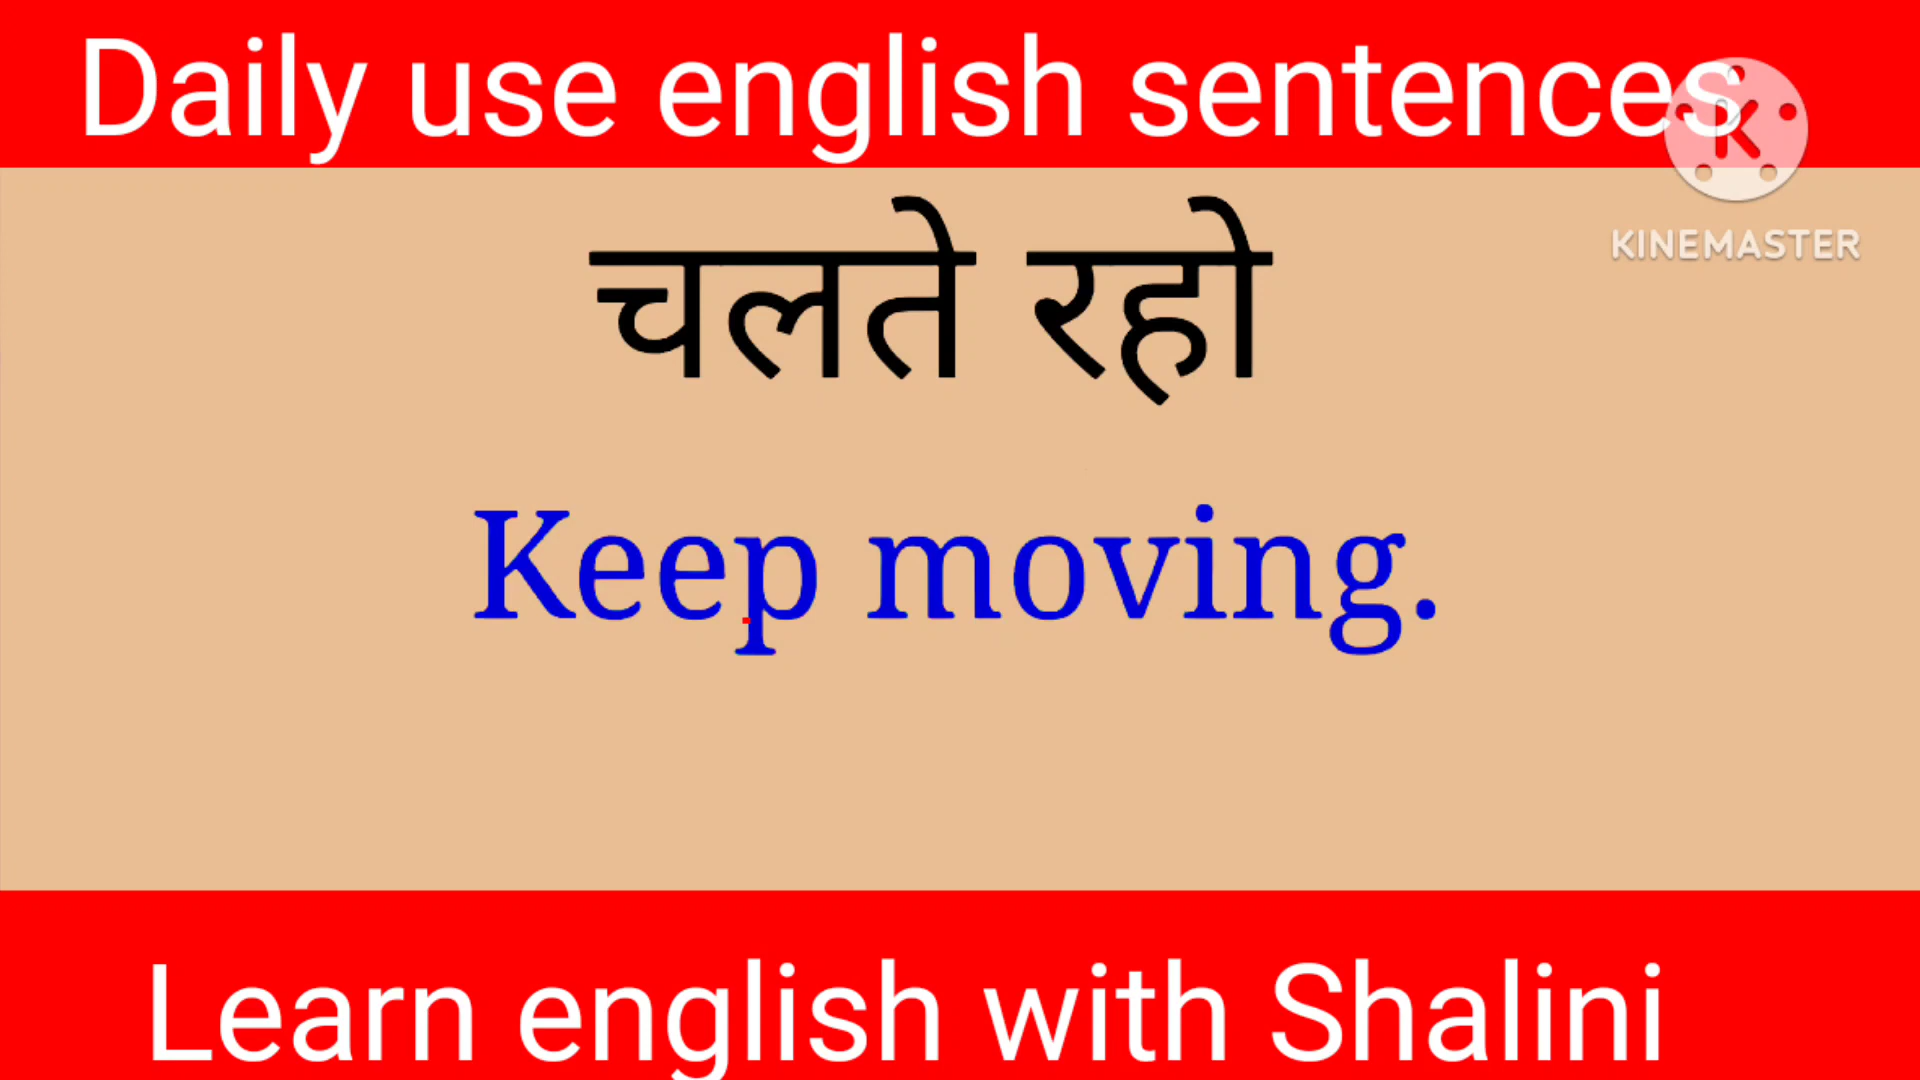 Daily use english sentences
KINEMASTER
चलते रहो
Keep moving.
Learn english with Shalini